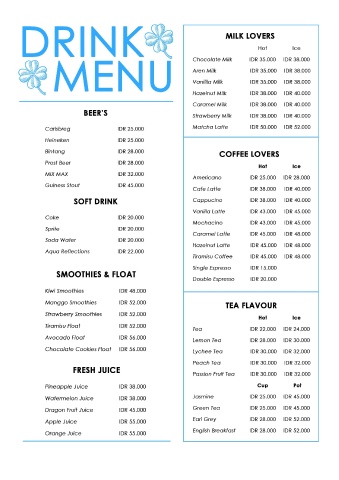 DRINK
MENU
BEER'S
Carlsbreg IDR 25.000
Heineken IDR 25.000
Bintang IDR 28.000
Prost Beer IDR 28.000
Mill MAX IDR 32.000
Guiness Stout IDR 45.000
SOFT DRINK
Coke IDR 20.000
Sprite IDR 20.000
Soda Water IDR 20.000
Aqua Reflections IDR 22.000
SMOOTHIES & FLOAT
Kiwi Smoothies IDR 48.000
Manggo Smoothies IDR 52.000
Strawberry Smoothies IDR 52.000
Tiramisu Float IDR 52.000
Avocado Float IDR 56.000
Chocolate Cookies Float IDR 56.000
FRESH JUICE
Pineapple Juice IDR 38.000
Watermelon Juice IDR 38.000
Dragon Fruit Juice IDR 45.000
Apple Juice IDR 55.000
Orange Juice IDR 55.000
MILK LOVERS
Hot Ice
Chocolate Milk IDR 35.000 IDR 38.000
Aren Milk IDR 35.000 IDR 38.000
Vanilla Milk IDR 35.000 IDR 38.000
Hazelnut Milk IDR 38.000 IDR 40.000
Caramel Milk IDR 38.000 IDR 40.000
Strawberry Milk IDR 38.000 IDR 40.000
Matcha Latte IDR 50.000 IDR 52.000
COFFEE LOVERS
Hot Ice
Americano IDR 25.000 IDR 28.000
Cafe Latte IDR 38.000 IDR 40.000
Cappucino IDR 38.000 IDR 40.000
Vanilla Latte IDR 43.000 IDR 45.000
Mochacino IDR 43.000 IDR 45.000
Caramel Latte IDR 45.000 IDR 48.000
Hazelnut Latte IDR 45.000 IDR 48.000
Tiramisu Coffee IDR 45.000 IDR 48.000
Single Espresso IDR 15.000
Double Espresso IDR 20.000
TEA FLAVOUR
Hot Ice
Tea IDR 22.000 IDR 24.000
Lemon Tea IDR 28.000 IDR 30.000
Lychee Tea IDR 30.000 IDR 32.000
Peach Tea IDR 30.000 IDR 32.000
Passion Fruit Tea IDR 30.000 IDR 32.000
Cup Pot
Jasmine IDR 25.000 IDR 45.000
Green Tea IDR 25.000 IDR 45.000
Earl Grey IDR 28.000 IDR 52.000
English Breakfast IDR 28.000 IDR 52.000